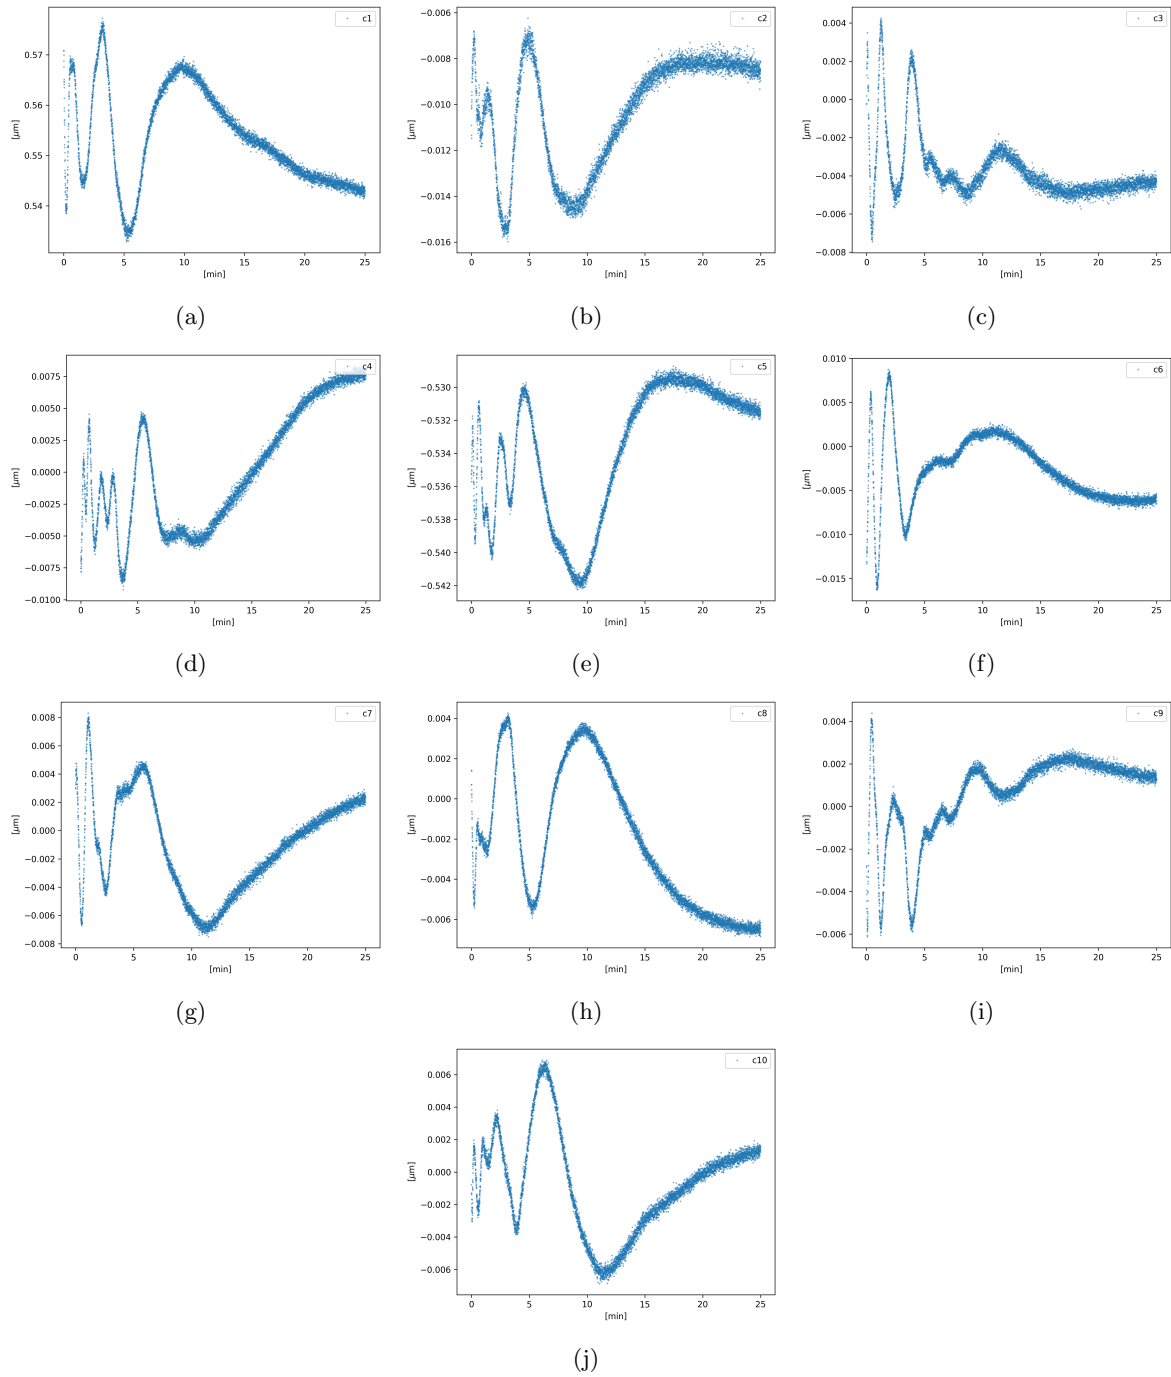 c1
[µm]
0.57
0.56
0.55
0.54
0 5 10 15 20 25
[min]
(a)
c2
[µm]
−0.006
−0.008
−0.010
−0.012
−0.014
−0.016
0 5 10 15 20 25
[min]
(b)
c3
[µm]
0.004
0.002
0.000
−0.002
−0.004
−0.006
−0.008
0 5 10 15 20 25
[min]
(c)
c4
[µm]
0.0075
0.0050
0.0025
0.0000
−0.0025
−0.0050
−0.0075
−0.0100
0 5 10 15 20 25
[min]
(d)
c5
[µm]
−0.530
−0.532
−0.534
−0.536
−0.538
−0.540
−0.542
0 5 10 15 20 25
[min]
(e)
c6
[µm]
0.010
0.005
0.000
−0.005
−0.010
−0.015
0 5 10 15 20 25
[min]
(f)
c7
[µm]
0.008
0.006
0.004
0.002
0.000
−0.002
−0.004
−0.006
−0.008
0 5 10 15 20 25
[min]
(g)
c8
[µm]
0.004
0.002
0.000
−0.002
−0.004
−0.006
0 5 10 15 20 25
[min]
(h)
c9
[µm]
0.004
0.002
0.000
−0.002
−0.004
−0.006
0 5 10 15 20 25
[min]
(i)
c10
[µm]
0.006
0.004
0.002
0.000
−0.002
−0.004
−0.006
0 5 10 15 20 25
[min]
(j)